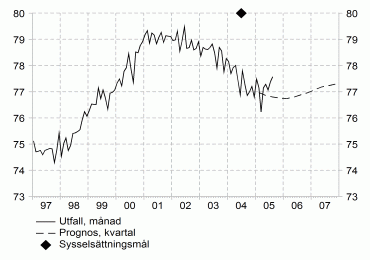 80 80
79 79
78 78
77 77
76 76
75 75
74 74
73 73
97 98 99 00 01 02 03 04 05 06 07
Utfall, månad
Prognos, kvartal
Sysselsättningsmål